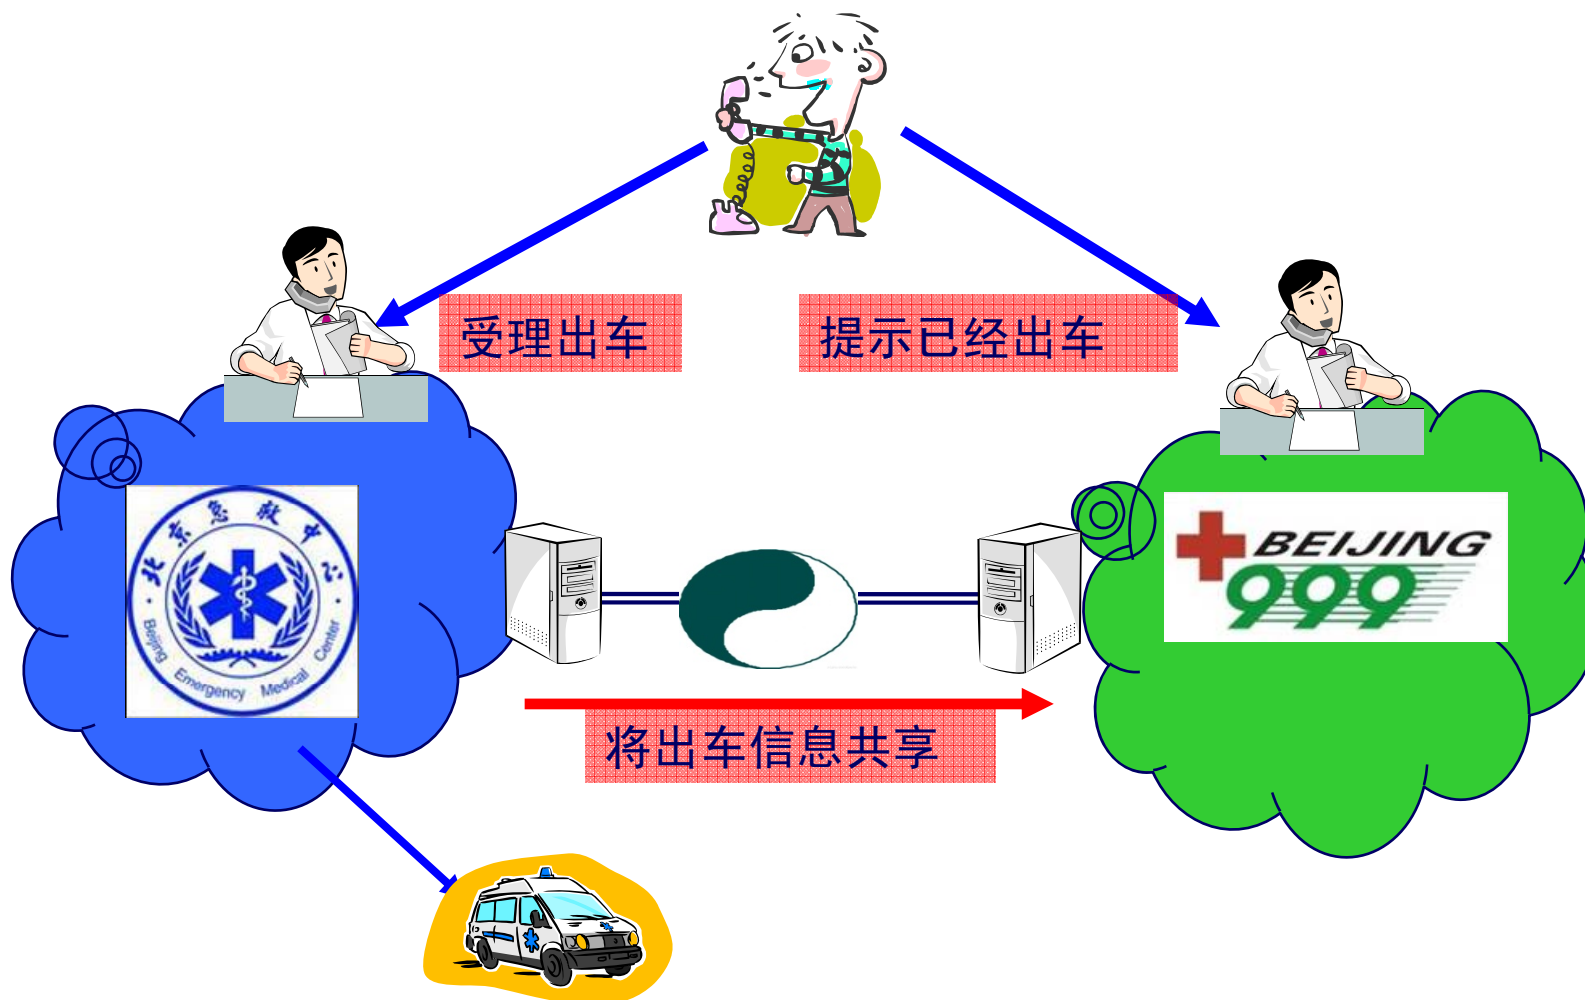 受理出车
提示已经出车
北京急救中心
Beijing Emergency Medical Center
BEIJING
999
将出车信息共享